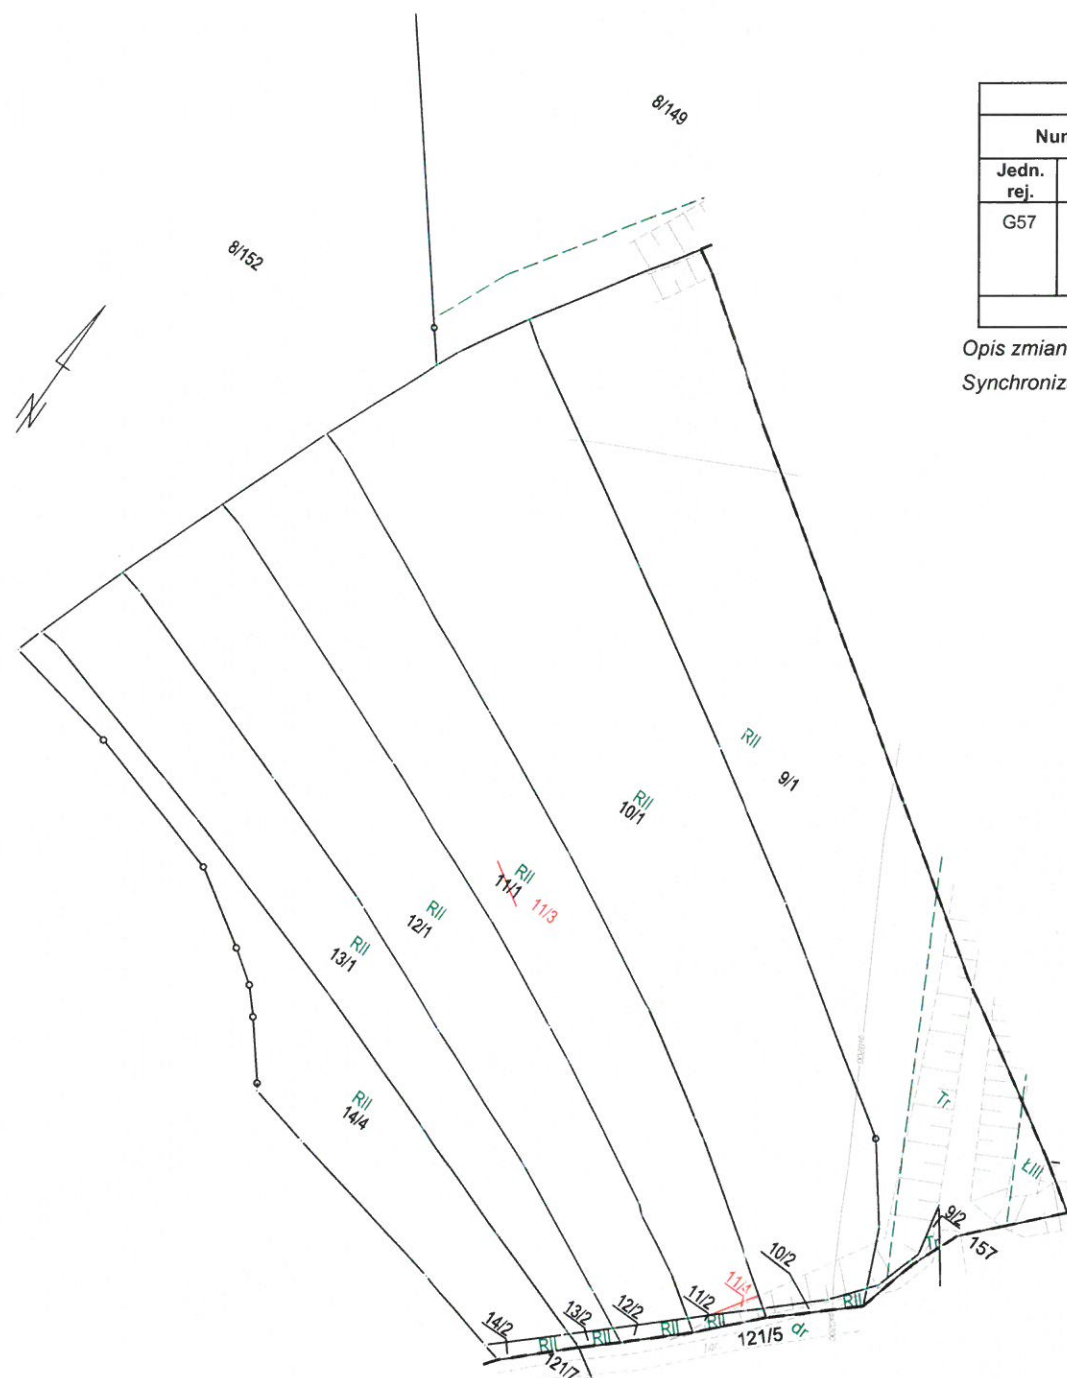 8/149
8/152
N
Nur
Jedn.
rej.
G57
Opis zmian
Synchroniz
RII
9/1
RII
10/1
RII
11/1
11/3
RII
12/1
RII
13/1
RII
14/4
Tr
ŁIII
9/2
Tr
157
10/2
11/4
11/2
12/2
13/2
14/2
RII
RII
RII
RII
RII
dr
121/5
121/7